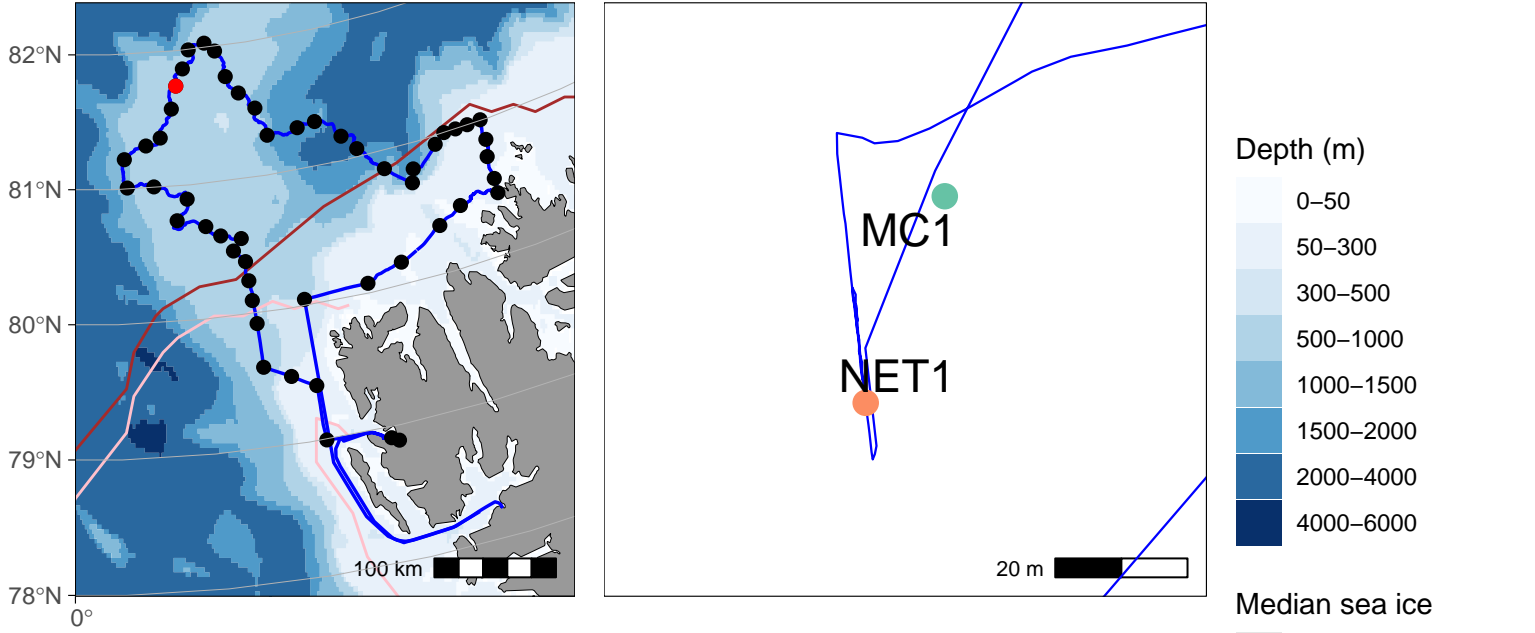 82°N
81°N
80°N
79°N
78°N
0°
100 km
MC1
NET1
20 m
Depth (m)
0–50
50–300
300–500
500–1000
1000–1500
1500–2000
2000–4000
4000–6000
Median sea ice